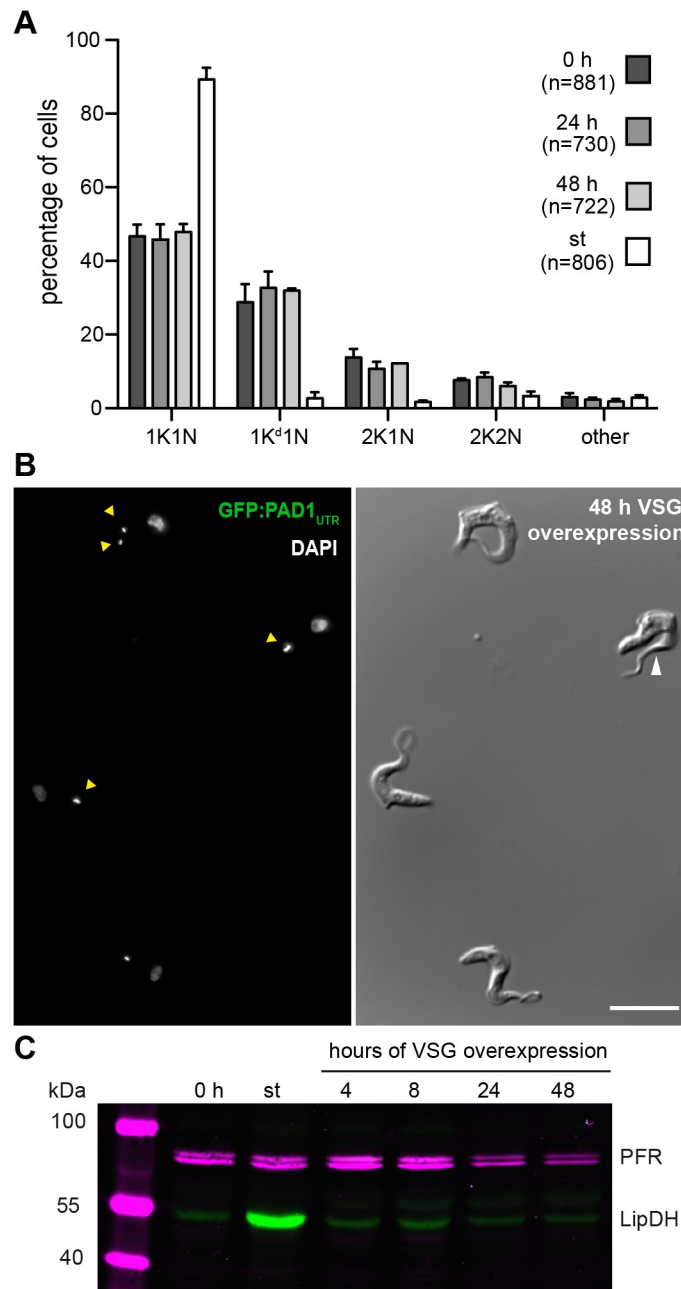 A
percentage of cells
100
80
60
40
20
0
1K1N
1Kᵈ1N
2K1N
2K2N
other
0 h
(n=881)
24 h
(n=730)
48 h
(n=722)
st
(n=806)
B
GFP:PAD1UTR
DAPI
48 h VSG
overexpression
C
hours of VSG overexpression
kDa
0 h
st
4
8
24
48
100
55
40
PFR
LipDH